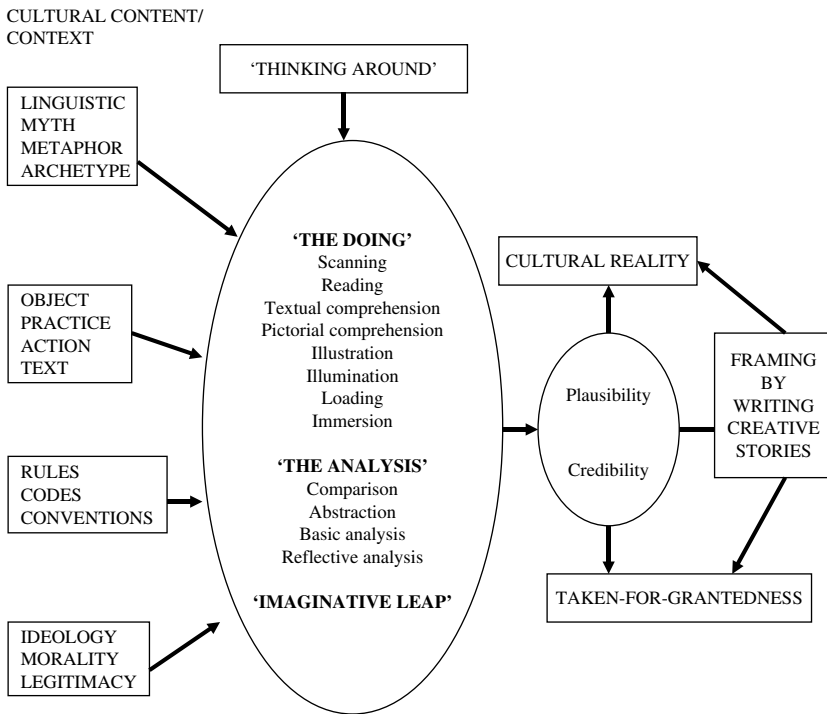 CULTURAL CONTENT/
CONTEXT
‘THINKING AROUND’
LINGUISTIC
MYTH
METAPHOR
ARCHETYPE
OBJECT
PRACTICE
ACTION
TEXT
RULES
CODES
CONVENTIONS
IDEOLOGY
MORALITY
LEGITIMACY
‘THE DOING’
Scanning
Reading
Textual comprehension
Pictorial comprehension
Illustration
Illumination
Loading
Immersion
‘THE ANALYSIS’
Comparison
Abstraction
Basic analysis
Reflective analysis
‘IMAGINATIVE LEAP’
CULTURAL REALITY
Plausibility
Credibility
FRAMING
BY
WRITING
CREATIVE
STORIES
TAKEN-FOR-GRANTEDNESS